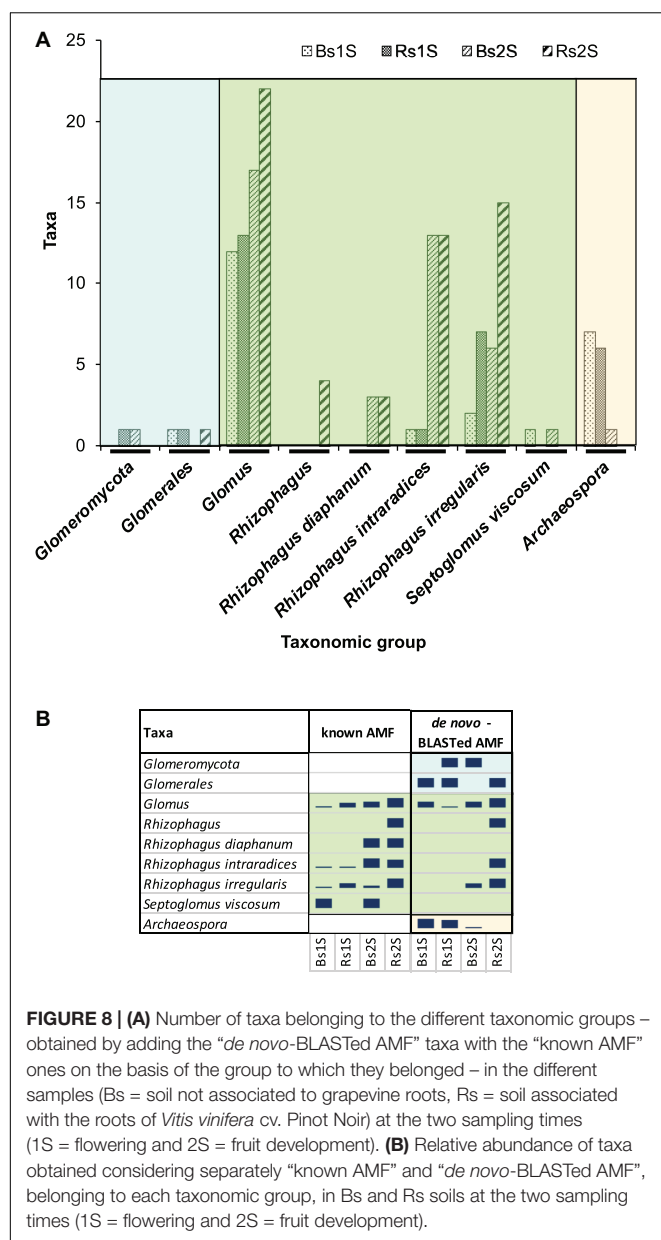 A
25
20
15
10
5
0
Taxa
Bs1S Rs1S Bs2S Rs2S
Glomeromycota
Glomerales
Glomus
Rhizophagus
Rhizophagus diaphanum
Rhizophagus intraradices
Rhizophagus irregularis
Septoglomus viscosum
Archaeospora
Taxonomic group
B
Taxa known AMF de novo -
BLASTed AMF
Glomeromycota
Glomerales
Glomus
Rhizophagus
Rhizophagus diaphanum
Rhizophagus intraradices
Rhizophagus irregularis
Septoglomus viscosum
Archaeospora
Bs1S Rs1S Bs2S Rs2S Bs1S Rs1S Bs2S Rs2S
FIGURE 8 | (A) Number of taxa belonging to the different taxonomic groups –
obtained by adding the “de novo-BLASTed AMF” taxa with the “known AMF”
ones on the basis of the group to which they belonged – in the different
samples (Bs = soil not associated to grapevine roots, Rs = soil associated
with the roots of Vitis vinifera cv. Pinot Noir) at the two sampling times
(1S = flowering and 2S = fruit development). (B) Relative abundance of taxa
obtained considering separately “known AMF” and “de novo-BLASTed AMF”,
belonging to each taxonomic group, in Bs and Rs soils at the two sampling
times (1S = flowering and 2S = fruit development).